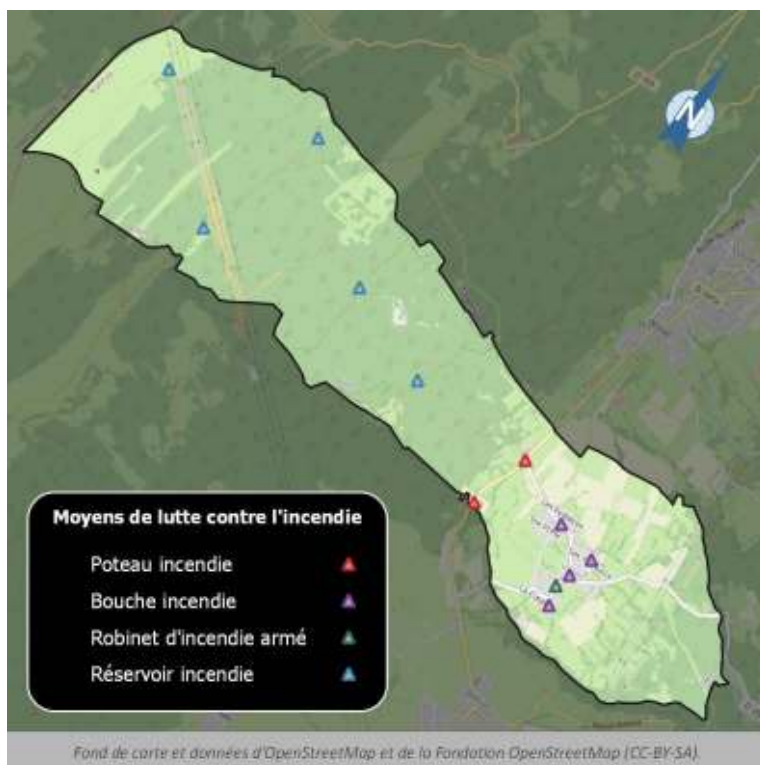 N
Moyens de lutte contre l'incendie
Poteau incendie
Bouche incendie
Robinet d'incendie armé
Réservoir incendie
Fond de carte et données d'OpenStreetMap et de la Fondation OpenStreetMap (CC-BY-SA).